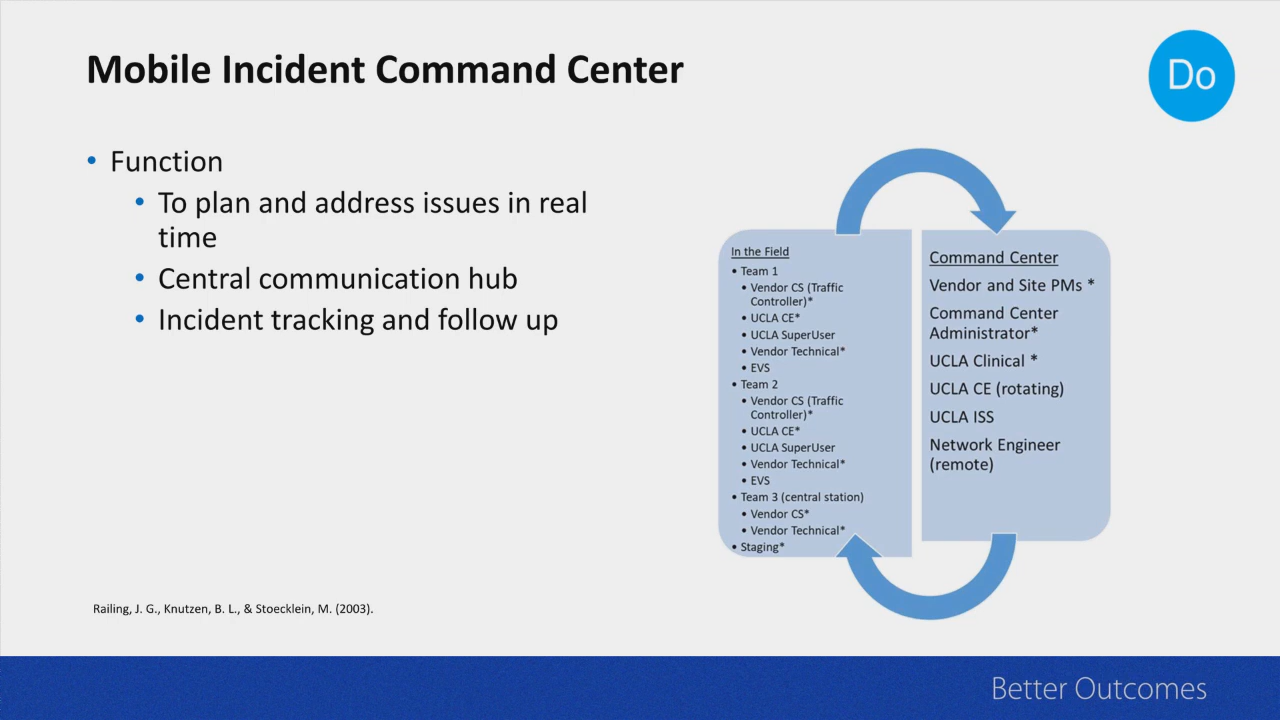 Mobile Incident Command Center
Do
• Function
• To plan and address issues in real
time
• Central communication hub
• Incident tracking and follow up
In the Field
• Team 1
• Vendor CS (Traffic
Controller)*
• UCLA CE*
• UCLA SuperUser
• Vendor Technical*
• EVS
• Team 2
• Vendor CS (Traffic
Controller)*
• UCLA CE*
• UCLA SuperUser
• Vendor Technical*
• EVS
• Team 3 (central station)
• Vendor CS*
• Vendor Technical*
• Staging*
Command Center
Vendor and Site PMs *
Command Center
Administrator*
UCLA Clinical *
UCLA CE (rotating)
UCLA ISS
Network Engineer
(remote)
Railing, J. G., Knutzen, B. L., & Stoecklein, M. (2003).
Better Outcomes